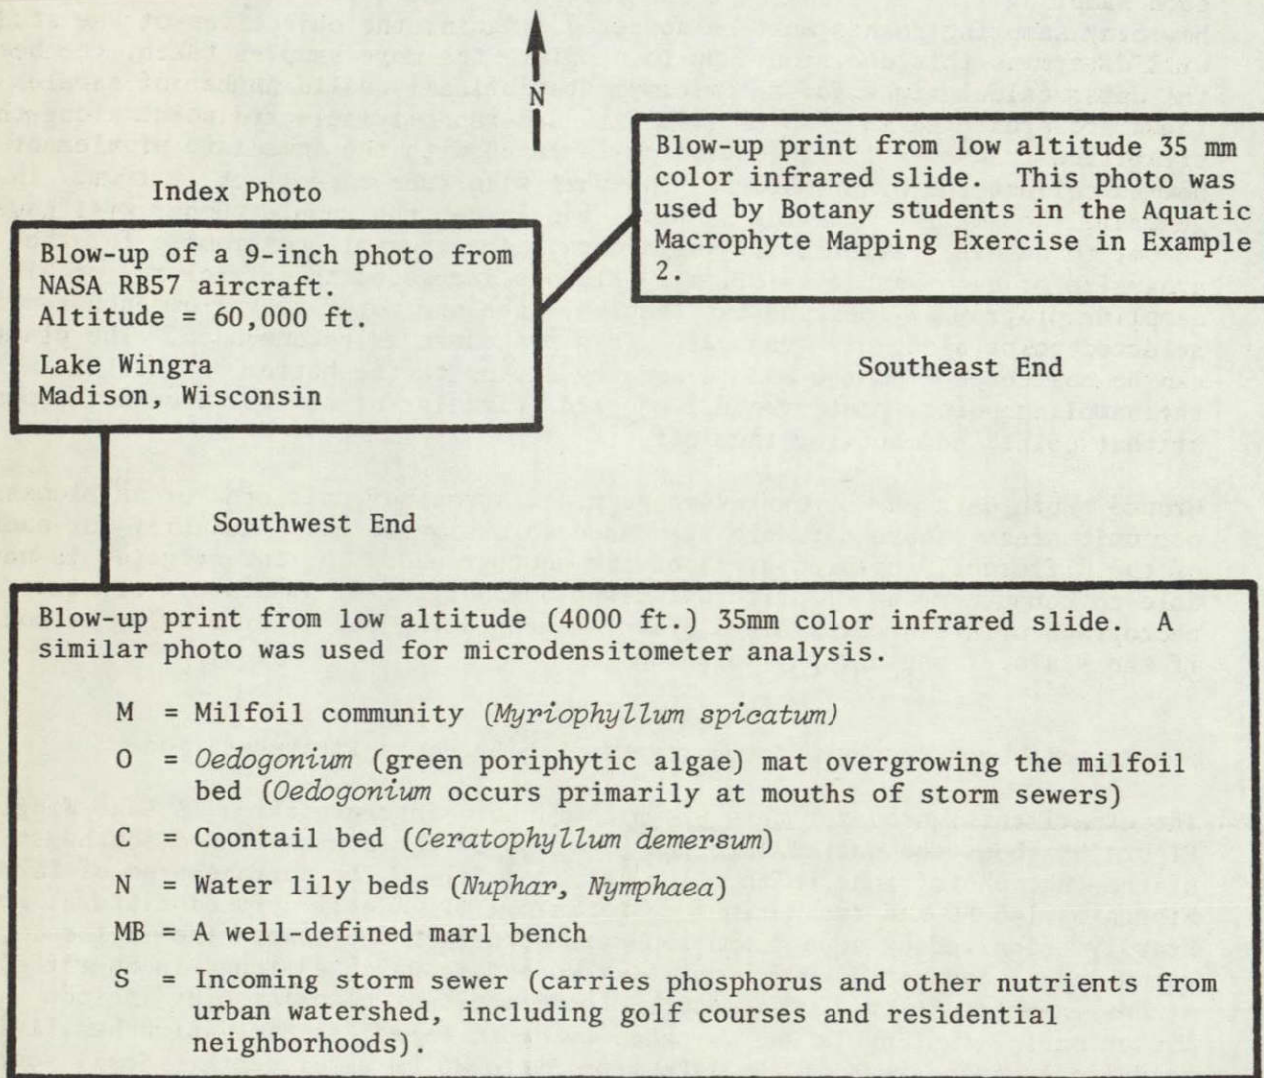 N
Index Photo
Blow-up of a 9-inch photo from
NASA RB57 aircraft.
Altitude = 60,000 ft.
Lake Wingra
Madison, Wisconsin
Blow-up print from low altitude 35 mm
color infrared slide. This photo was
used by Botany students in the Aquatic
Macrophyte Mapping Exercise in Example
2.
Southeast End
Southwest End
Blow-up print from low altitude (4000 ft.) 35mm color infrared slide. A
similar photo was used for microdensitometer analysis.
M = Milfoil community (Myriophyllum spicatum)
O = Oedogonium (green poriphytic algae) mat overgrowing the milfoil
bed (Oedogonium occurs primarily at mouths of storm sewers)
C = Coontail bed (Ceratophyllum demersum)
N = Water lily beds (Nuphar, Nymphaea)
MB = A well-defined marl bench
S = Incoming storm sewer (carries phosphorus and other nutrients from
urban watershed, including golf courses and residential
neighborhoods).